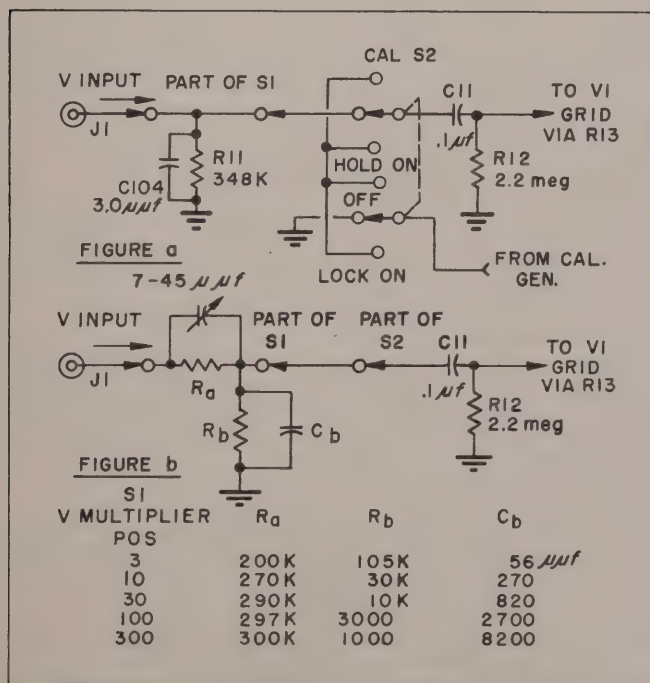 CAL S2
V INPUT PART OF S1 C11 TO V1
GRID
VIA R13
J1
.1μf
R11
348K
HOLD ON
R12
2.2 meg
C104
3.0μμf
OFF
FIGURE a
FROM CAL.
GEN.
LOCK ON
7-45μμf
V INPUT PART OF PART OF
S1 S2 C11 TO V1
GRID
VIA R13
J1
Ra
.1μf
R12
2.2 meg
Rb Cb
FIGURE b
S1
V MULTIPLIER Ra Rb Cb
POS
3 200K 105K 56μμf
10 270K 30K 270
30 290K 10K 820
100 297K 3000 2700
300 300K 1000 8200